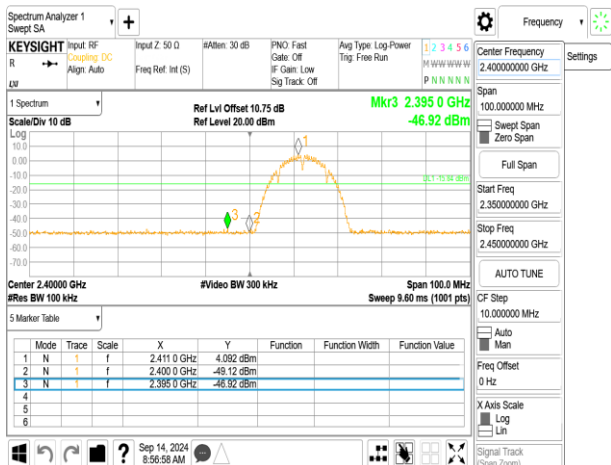 Spectrum Analyzer 1
Swept SA
Frequency
KEYSIGHT
R
Input: RF
Coupling: DC
Align: Auto
Input Z: 50 Ω
Freq Ref: Int (S)
#Atten: 30 dB
PNO: Fast
Gate: Off
IF Gain: Low
Sig Track: Off
Avg Type: Log-Power
Trig: Free Run
1 2 3 4 5 6
M W W W W W
P N N N N N
Center Frequency
2.400000000 GHz
Settings
Span
100.000000 MHz
Swept Span
Zero Span
Full Span
Start Freq
2.350000000 GHz
Stop Freq
2.450000000 GHz
AUTO TUNE
CF Step
10.000000 MHz
Auto
Man
Freq Offset
0 Hz
X Axis Scale
Log
Lin
Signal Track
(Span Zoom)
1 Spectrum
Scale/Div 10 dB
Ref Lvl Offset 10.75 dB
Ref Level 20.00 dBm
Mkr3 2.395 0 GHz
-46.92 dBm
Log
10.0
0.00
-10.0
-20.0
-30.0
-40.0
-50.0
-60.0
-70.0
1
2
3
Center 2.40000 GHz
#Res BW 100 kHz
#Video BW 300 kHz
Span 100.0 MHz
Sweep 9.60 ms (1001 pts)
5 Marker Table
Mode Trace Scale X Y Function Function Width Function Value
1 N 1 f 2.411 0 GHz 4.092 dBm
2 N 1 f 2.400 0 GHz -49.12 dBm
3 N 1 f 2.395 0 GHz -46.92 dBm
4
5
6
?
Sep 14, 2024
8:56:58 AM